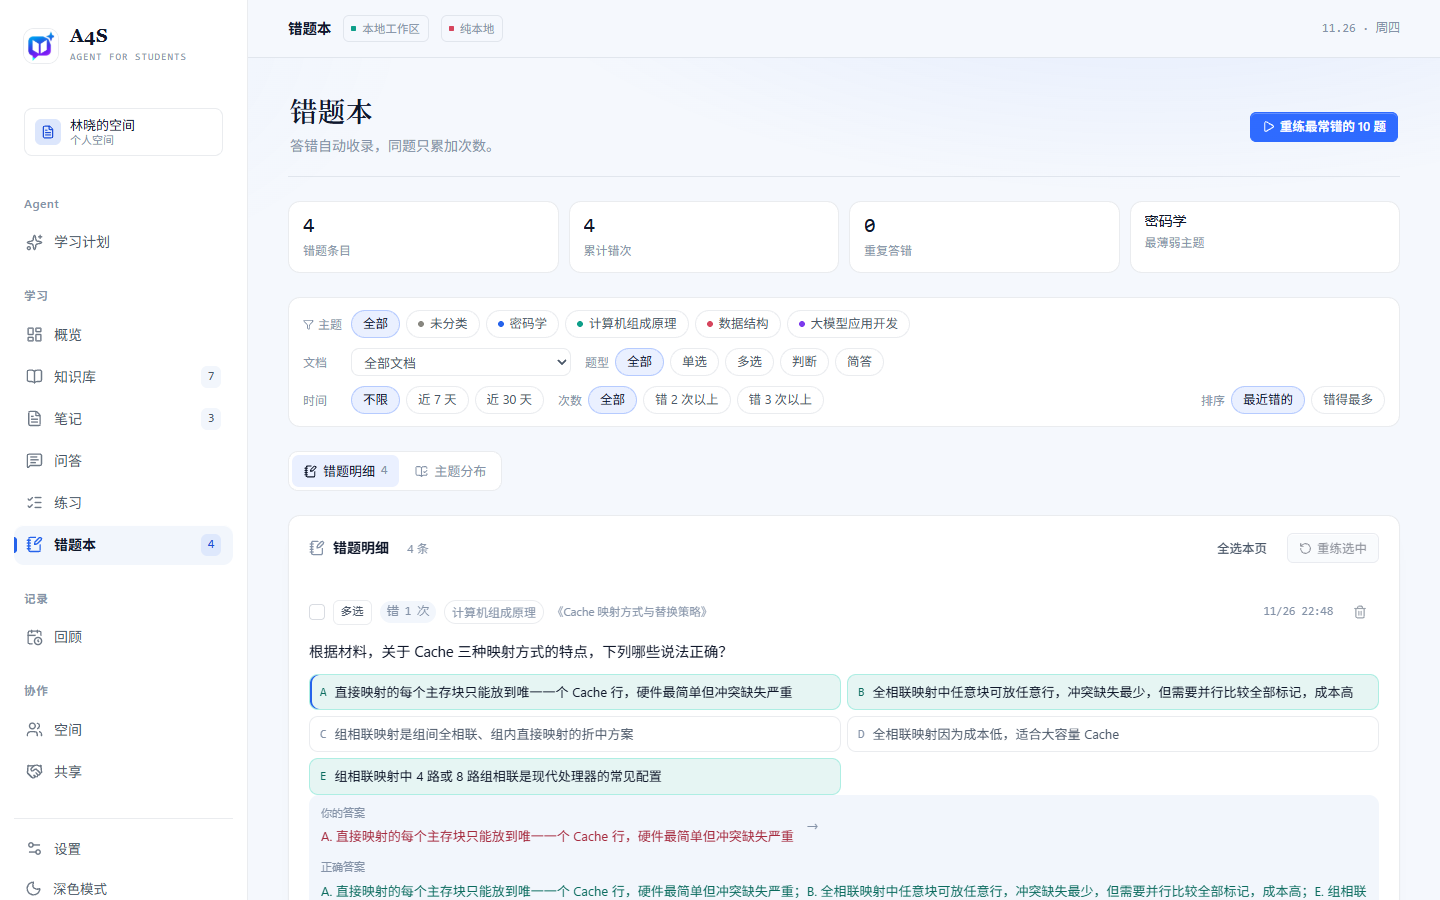 A4S
AGENT FOR STUDENTS
林晓的空间
个人空间
Agent
学习计划
学习
概览
知识库 7
笔记 3
问答
练习
错题本 4
记录
回顾
协作
空间
共享
设置
深色模式
错题本 本地工作区 纯本地 11.26 · 周四
错题本
答错自动收录，同题只累加次数。
重练最常错的 10 题
4
错题条目
4
累计错次
0
重复答错
密码学
最薄弱主题
主题 全部 未分类 密码学 计算机组成原理 数据结构 大模型应用开发
文档 全部文档 题型 全部 单选 多选 判断 简答
时间 不限 近 7 天 近 30 天 次数 全部 错 2 次以上 错 3 次以上 排序 最近错的 错得最多
错题明细 4 主题分布
错题明细 4 条 全选本页 重练选中
多选 错 1 次 计算机组成原理 《Cache 映射方式与替换策略》 11/26 22:48
根据材料，关于 Cache 三种映射方式的特点，下列哪些说法正确？
A 直接映射的每个主存块只能放到唯一一个 Cache 行，硬件最简单但冲突缺失严重
B 全相联映射中任意块可放任意行，冲突缺失最少，但需要并行比较全部标记，成本高
C 组相联映射是组间全相联、组内直接映射的折中方案
D 全相联映射因为成本低，适合大容量 Cache
E 组相联映射中 4 路或 8 路组相联是现代处理器的常见配置
你的答案
A. 直接映射的每个主存块只能放到唯一一个 Cache 行，硬件最简单但冲突缺失严重 →
正确答案
A. 直接映射的每个主存块只能放到唯一一个 Cache 行，硬件最简单但冲突缺失严重；B. 全相联映射中任意块可放任意行，冲突缺失最少，但需要并行比较全部标记，成本高；E. 组相联